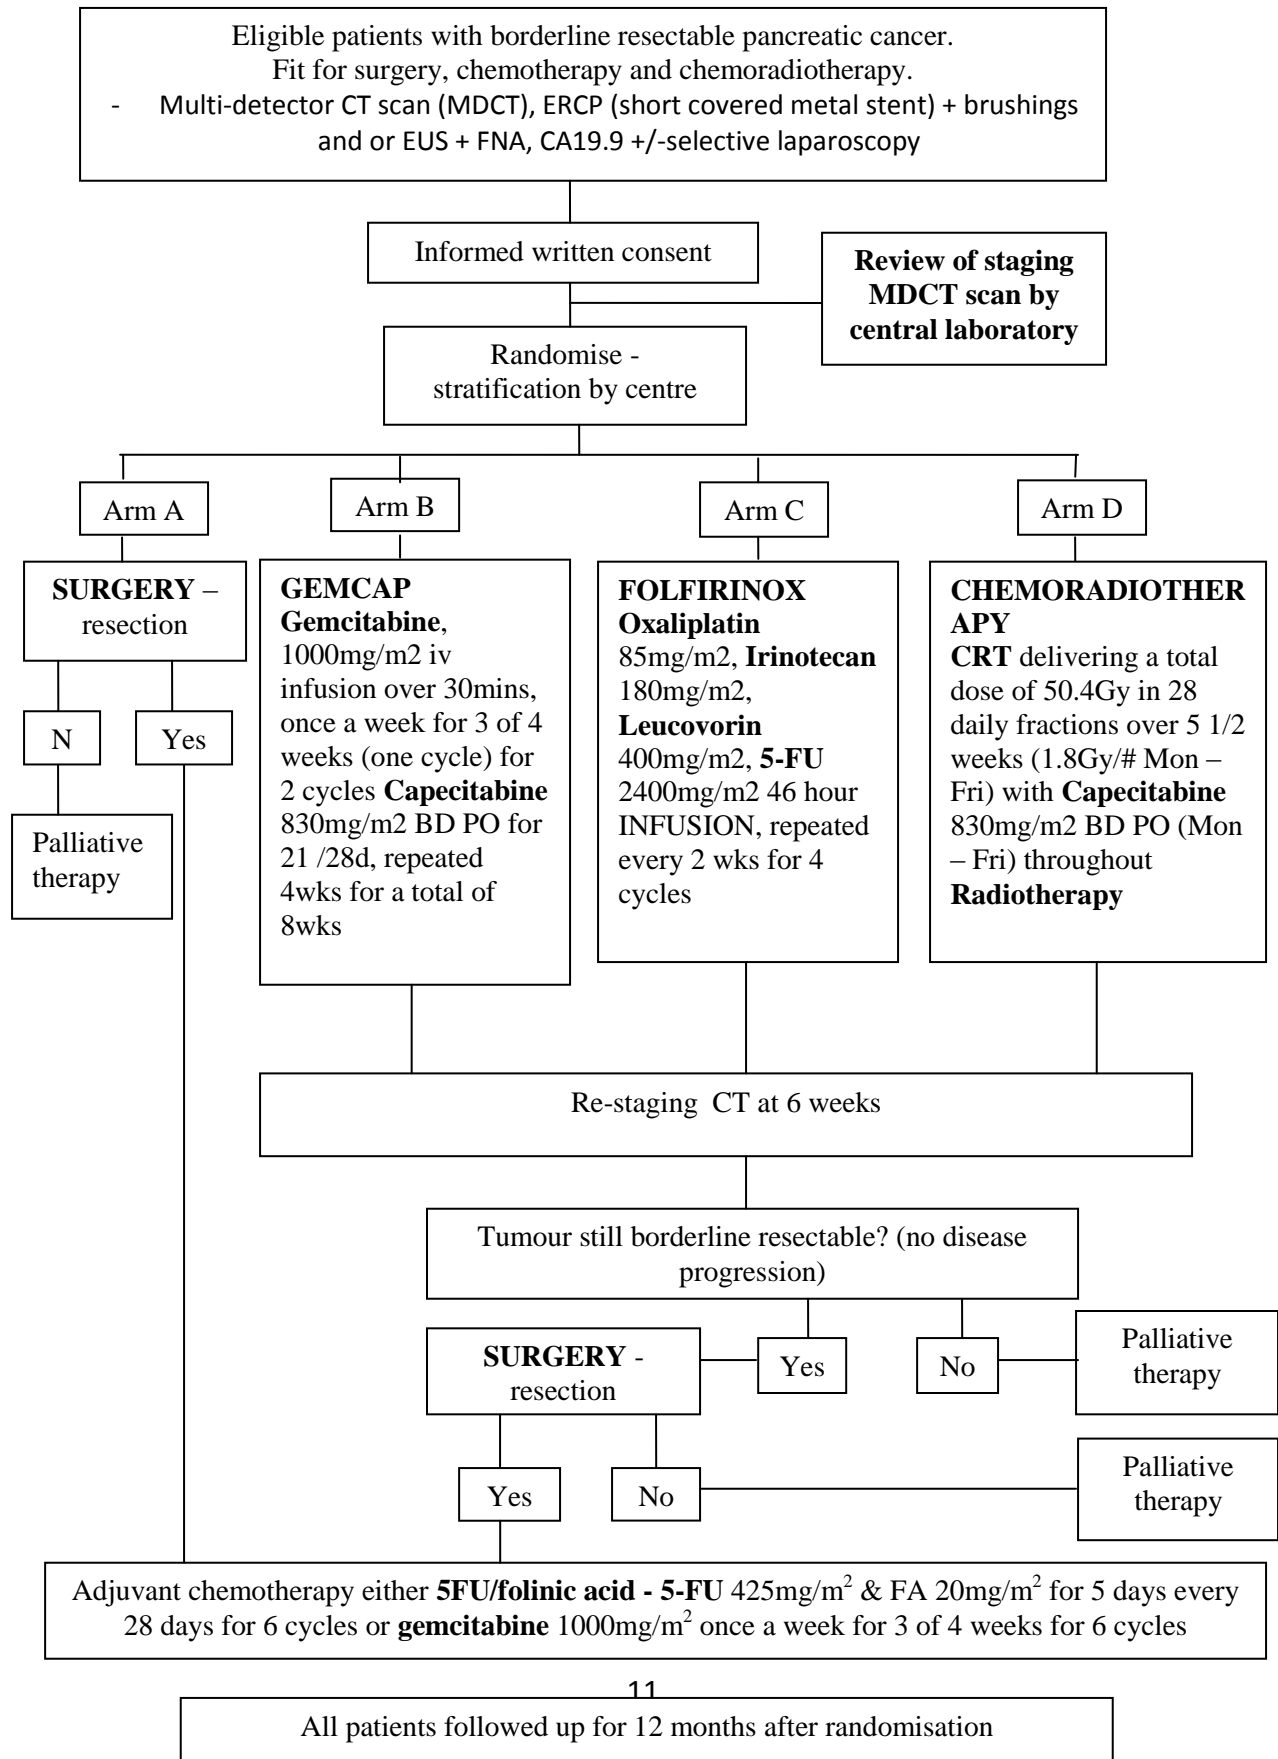 Eligible patients with borderline resectable pancreatic cancer.
Fit for surgery, chemotherapy and chemoradiotherapy.
- Multi-detector CT scan (MDCT), ERCP (short covered metal stent) + brushings
and or EUS + FNA, CA19.9 +/-selective laparoscopy
Informed written consent
Review of staging
MDCT scan by
central laboratory
Randomise -
stratification by centre
Arm A
Arm B
Arm C
Arm D
SURGERY –
resection
N
Yes
Palliative
therapy
GEMCAP
Gemcitabine,
1000mg/m2 iv
infusion over 30mins,
once a week for 3 of 4
weeks (one cycle) for
2 cycles Capecitabine
830mg/m2 BD PO for
21 /28d, repeated
4wks for a total of
8wks
FOLFIRINOX
Oxaliplatin
85mg/m2, Irinotecan
180mg/m2,
Leucovorin
400mg/m2, 5-FU
2400mg/m2 46 hour
INFUSION, repeated
every 2 wks for 4
cycles
CHEMORADIOTHER
APY
CRT delivering a total
dose of 50.4Gy in 28
daily fractions over 5 1/2
weeks (1.8Gy/# Mon –
Fri) with Capecitabine
830mg/m2 BD PO (Mon
– Fri) throughout
Radiotherapy
Re-staging  CT at 6 weeks
Tumour still borderline resectable? (no disease
progression)
SURGERY -
resection
Yes
No
Palliative
therapy
Yes
No
Palliative
therapy
Adjuvant chemotherapy either 5FU/folinic acid - 5-FU 425mg/m² & FA 20mg/m² for 5 days every
28 days for 6 cycles or gemcitabine 1000mg/m² once a week for 3 of 4 weeks for 6 cycles
11
All patients followed up for 12 months after randomisation